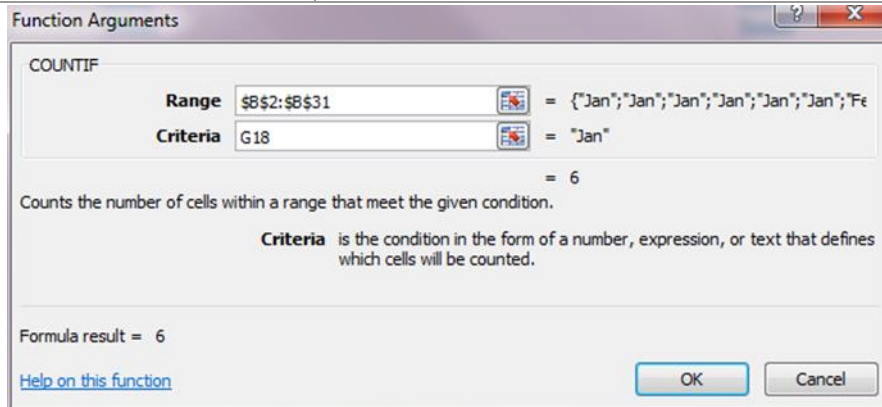 Function Arguments
COUNTIF
Range $B$2:$B$31 = {"Jan";"Jan";"Jan";"Jan";"Jan";"Jan";"Fe
Criteria G18 = "Jan"
= 6
Counts the number of cells within a range that meet the given condition.
Criteria is the condition in the form of a number, expression, or text that defines
which cells will be counted.
Formula result = 6
Help on this function OK Cancel